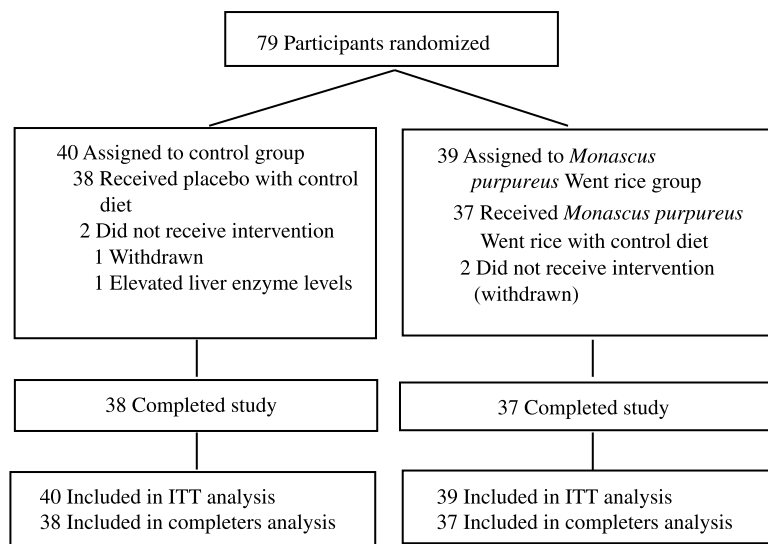 79 Participants randomized
40 Assigned to control group
38 Received placebo with control
diet
2 Did not receive intervention
1 Withdrawn
1 Elevated liver enzyme levels
39 Assigned to Monascus
purpureus Went rice group
37 Received Monascus purpureus
Went rice with control diet
2 Did not receive intervention
(withdrawn)
38 Completed study
37 Completed study
40 Included in ITT analysis
38 Included in completers analysis
39 Included in ITT analysis
37 Included in completers analysis